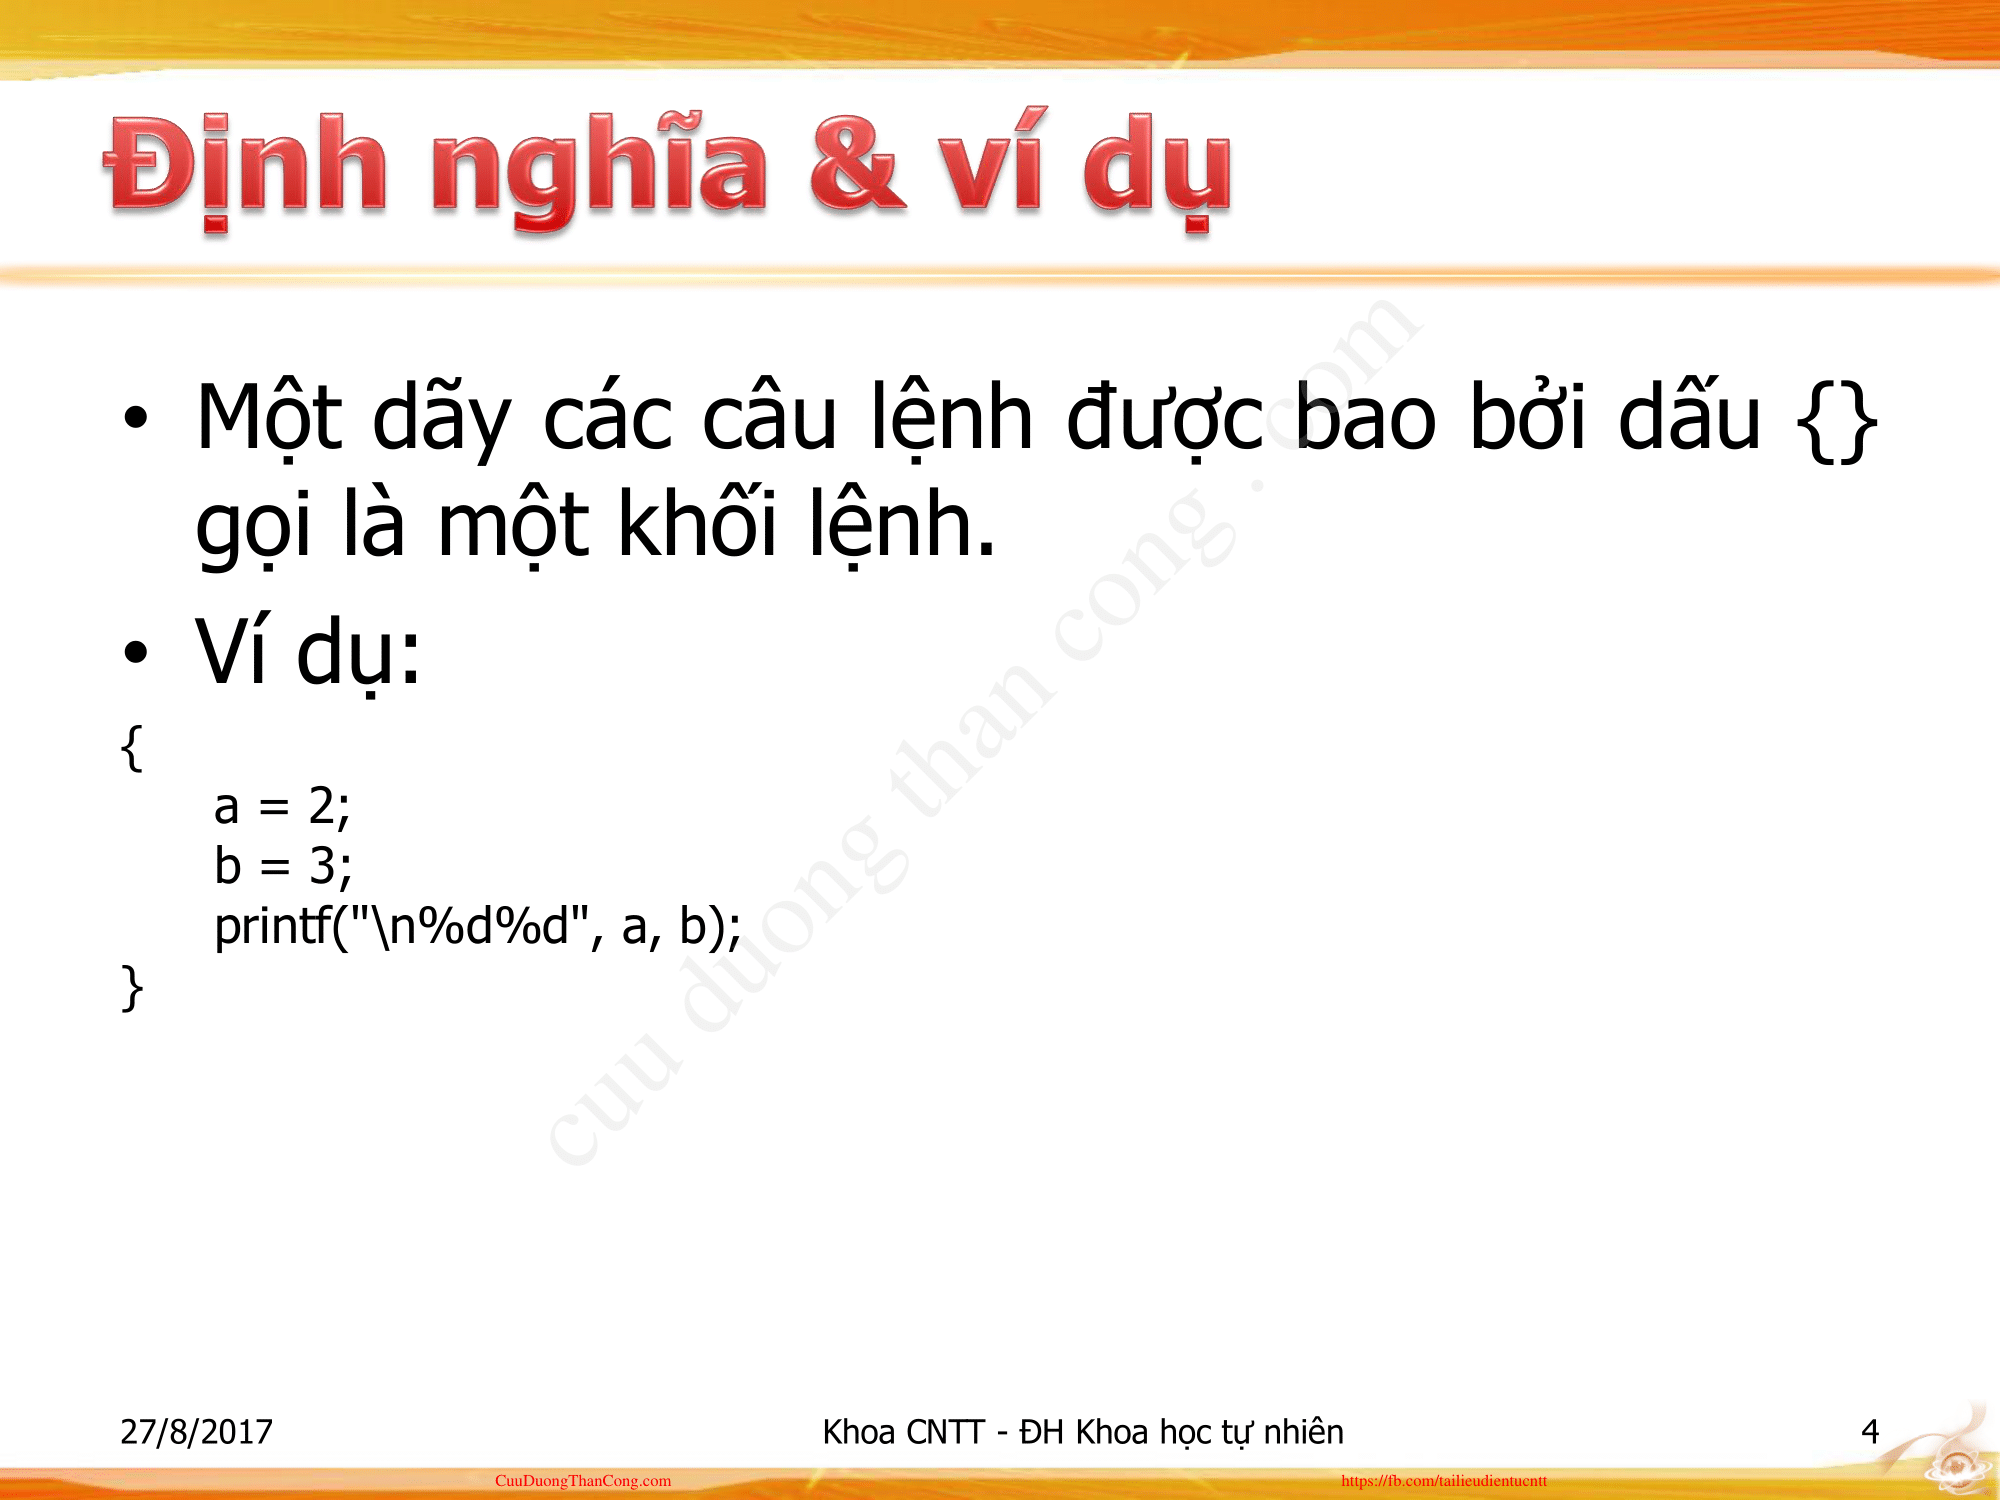 Định nghĩa & ví dụ
• Một dãy các câu lệnh được bao bởi dấu {}
gọi là một khối lệnh.
• Ví dụ:
{
a = 2;
b = 3;
printf("\n%d%d", a, b);
}
cuu duong than cong . com
27/8/2017
Khoa CNTT - ĐH Khoa học tự nhiên
4
CuuDuongThanCong.com
https://fb.com/tailieudientucntt